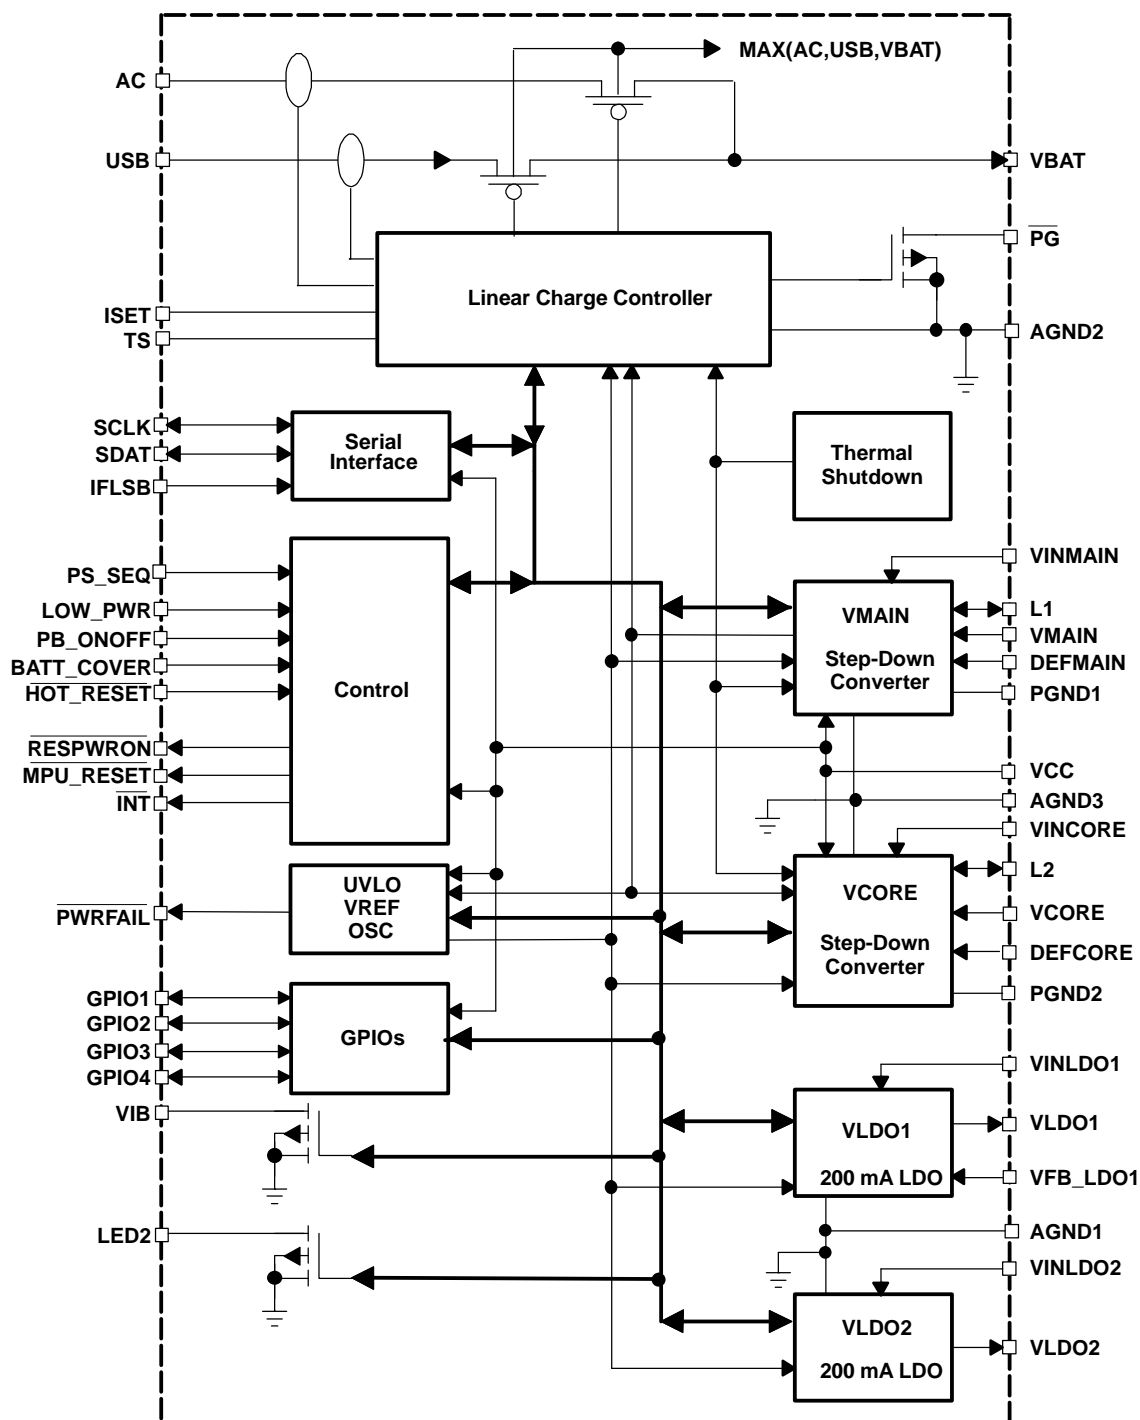 MAX(AC,USB,VBAT)
AC
USB
VBAT
PG
Linear Charge Controller
ISET
TS
AGND2
SCLK
SDAT
IFLSB
Serial
Interface
Thermal
Shutdown
VINMAIN
PS_SEQ
LOW_PWR
PB_ONOFF
BATT_COVER
HOT_RESET
Control
VMAIN
Step-Down
Converter
L1
VMAIN
DEFMAIN
PGND1
RESPWRON
MPU_RESET
INT
VCC
AGND3
VINCORE
UVLO
VREF
OSC
PWRFAIL
VCORE
Step-Down
Converter
L2
VCORE
DEFCORE
PGND2
GPIO1
GPIO2
GPIO3
GPIO4
GPIOs
VINLDO1
VIB
VLDO1
200 mA LDO
VLDO1
VFB_LDO1
LED2
AGND1
VINLDO2
VLDO2
200 mA LDO
VLDO2